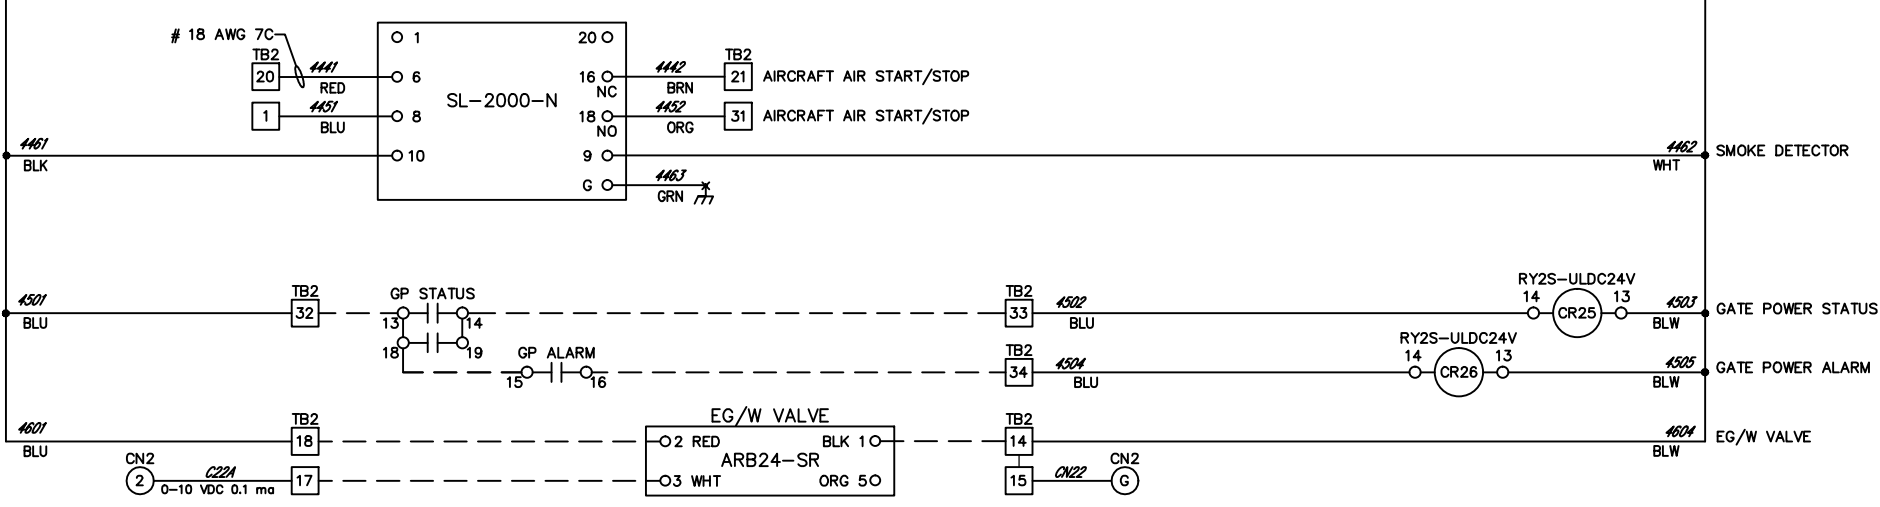 # 18 AWG 7C
1
20
TB2
TB2
20
4441
RED
6
16
NC
4442
BRN
21
AIRCRAFT AIR START/STOP
SL-2000-N
1
4451
BLU
8
18
NO
4452
ORG
31
AIRCRAFT AIR START/STOP
4461
BLK
10
9
4462
WHT
SMOKE DETECTOR
G
4463
GRN
RY2S-ULDC24V
4501
BLU
TB2
32
GP STATUS
13
14
TB2
33
4502
BLU
14
CR25
13
4503
BLW
GATE POWER STATUS
18
19
RY2S-ULDC24V
GP ALARM
15
16
TB2
34
4504
BLU
14
CR26
13
4505
BLW
GATE POWER ALARM
EG/W VALVE
4601
BLU
TB2
18
2 RED
BLK 1
TB2
14
4604
BLW
EG/W VALVE
ARB24-SR
CN2
2
C22A
0-10 VDC 0.1 ma
17
3 WHT
ORG 5
15
CN22
CN2
G